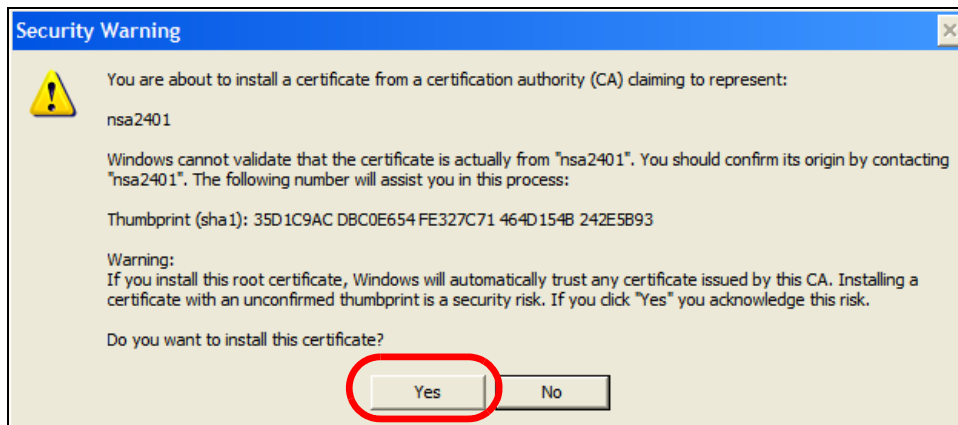 Security Warning
You are about to install a certificate from a certification authority (CA) claiming to represent:
nsa2401
Windows cannot validate that the certificate is actually from "nsa2401". You should confirm its origin by contacting
"nsa2401". The following number will assist you in this process:
Thumbprint (sha1): 35D1C9AC DBC0E654 FE327C71 464D154B 242E5B93
Warning:
If you install this root certificate, Windows will automatically trust any certificate issued by this CA. Installing a
certificate with an unconfirmed thumbprint is a security risk. If you click "Yes" you acknowledge this risk.
Do you want to install this certificate?
Yes No